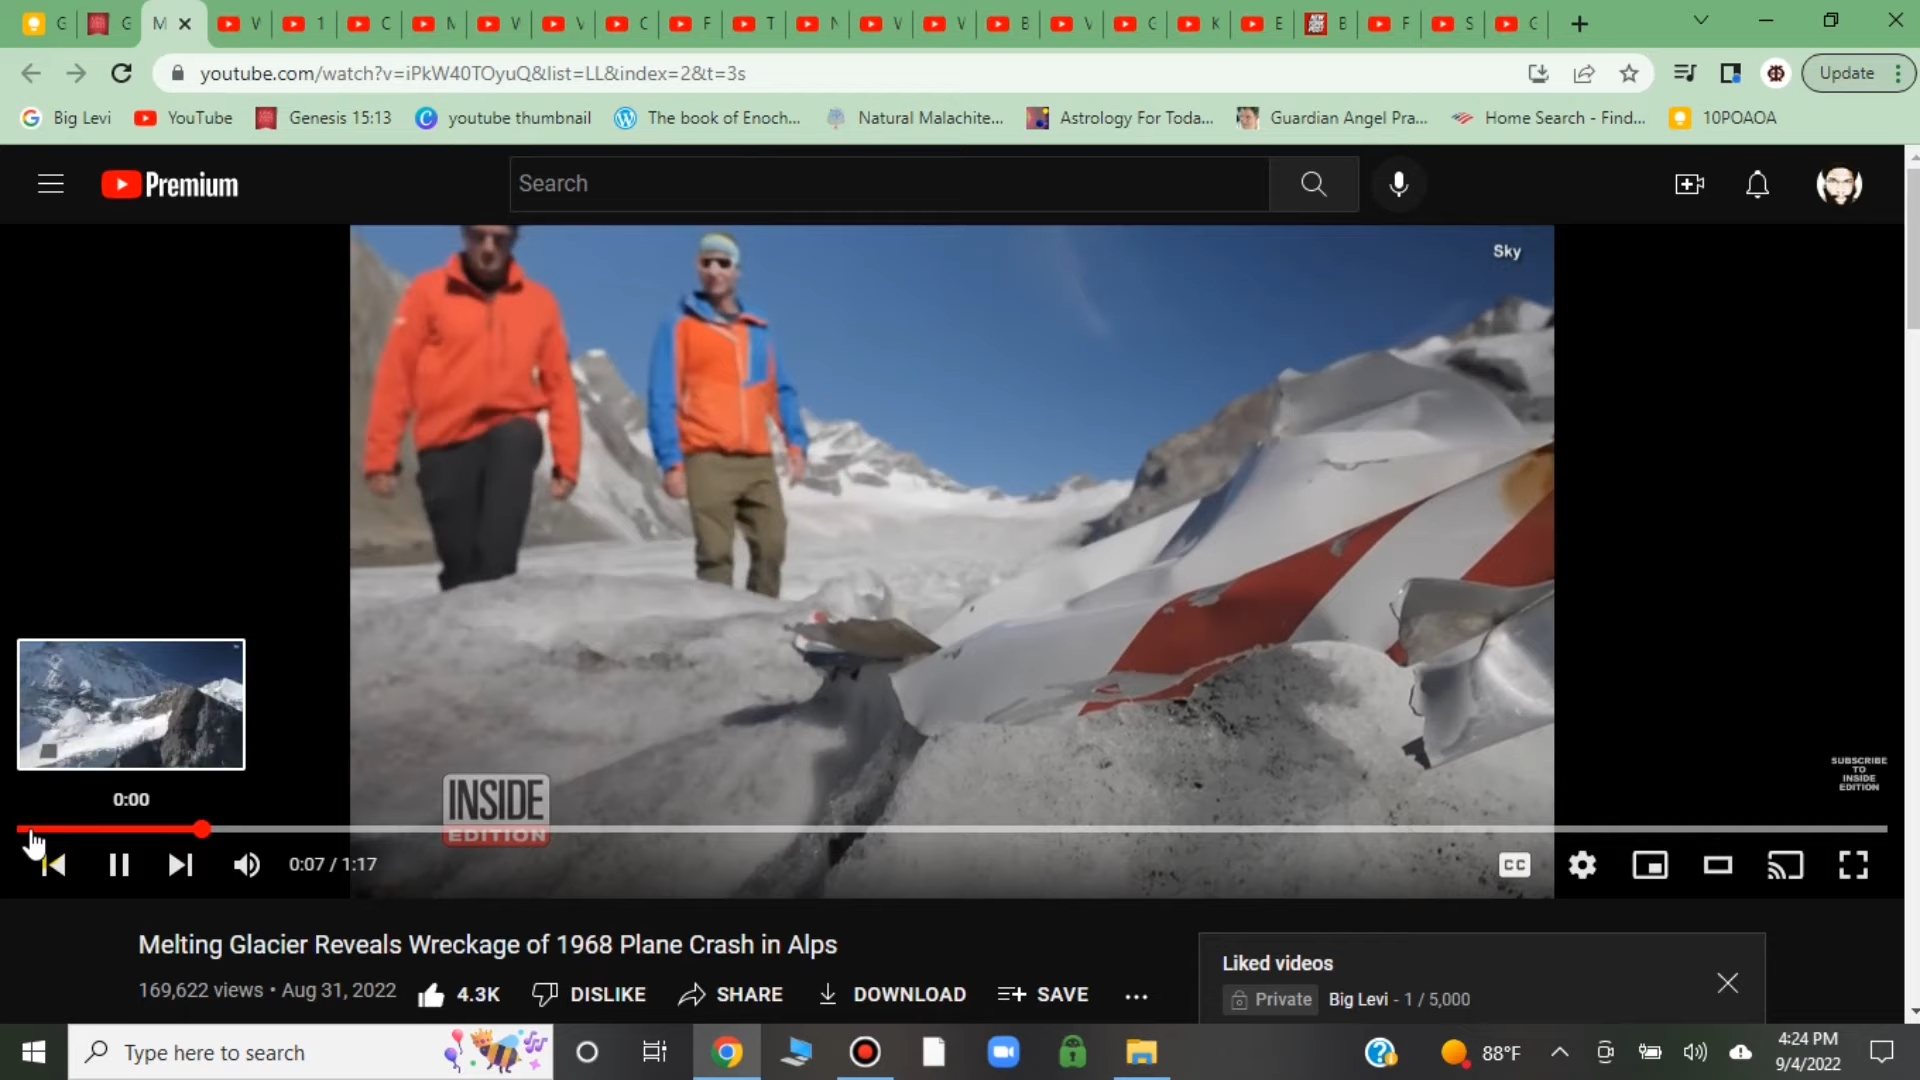 G
G
M
V
1
C
M
V
V
C
F
T
N
V
V
B
V
C
K
E
B
F
S
C
youtube.com/watch?v=iPkW40TOyuQ&list=LL&index=2&t=3s
Update
Big Levi
YouTube
Genesis 15:13
youtube thumbnail
The book of Enoch...
Natural Malachite...
Astrology For Toda...
Guardian Angel Pra...
Home Search - Find...
10POAOA
Premium
Search
Sky
INSIDE
EDITION
SUBSCRIBE
TO
INSIDE
EDITION
0:00
0:07 / 1:17
CC
Melting Glacier Reveals Wreckage of 1968 Plane Crash in Alps
169,622 views • Aug 31, 2022
4.3K
DISLIKE
SHARE
DOWNLOAD
SAVE
Liked videos
Private Big Levi - 1 / 5,000
Type here to search
88°F
4:24 PM
9/4/2022